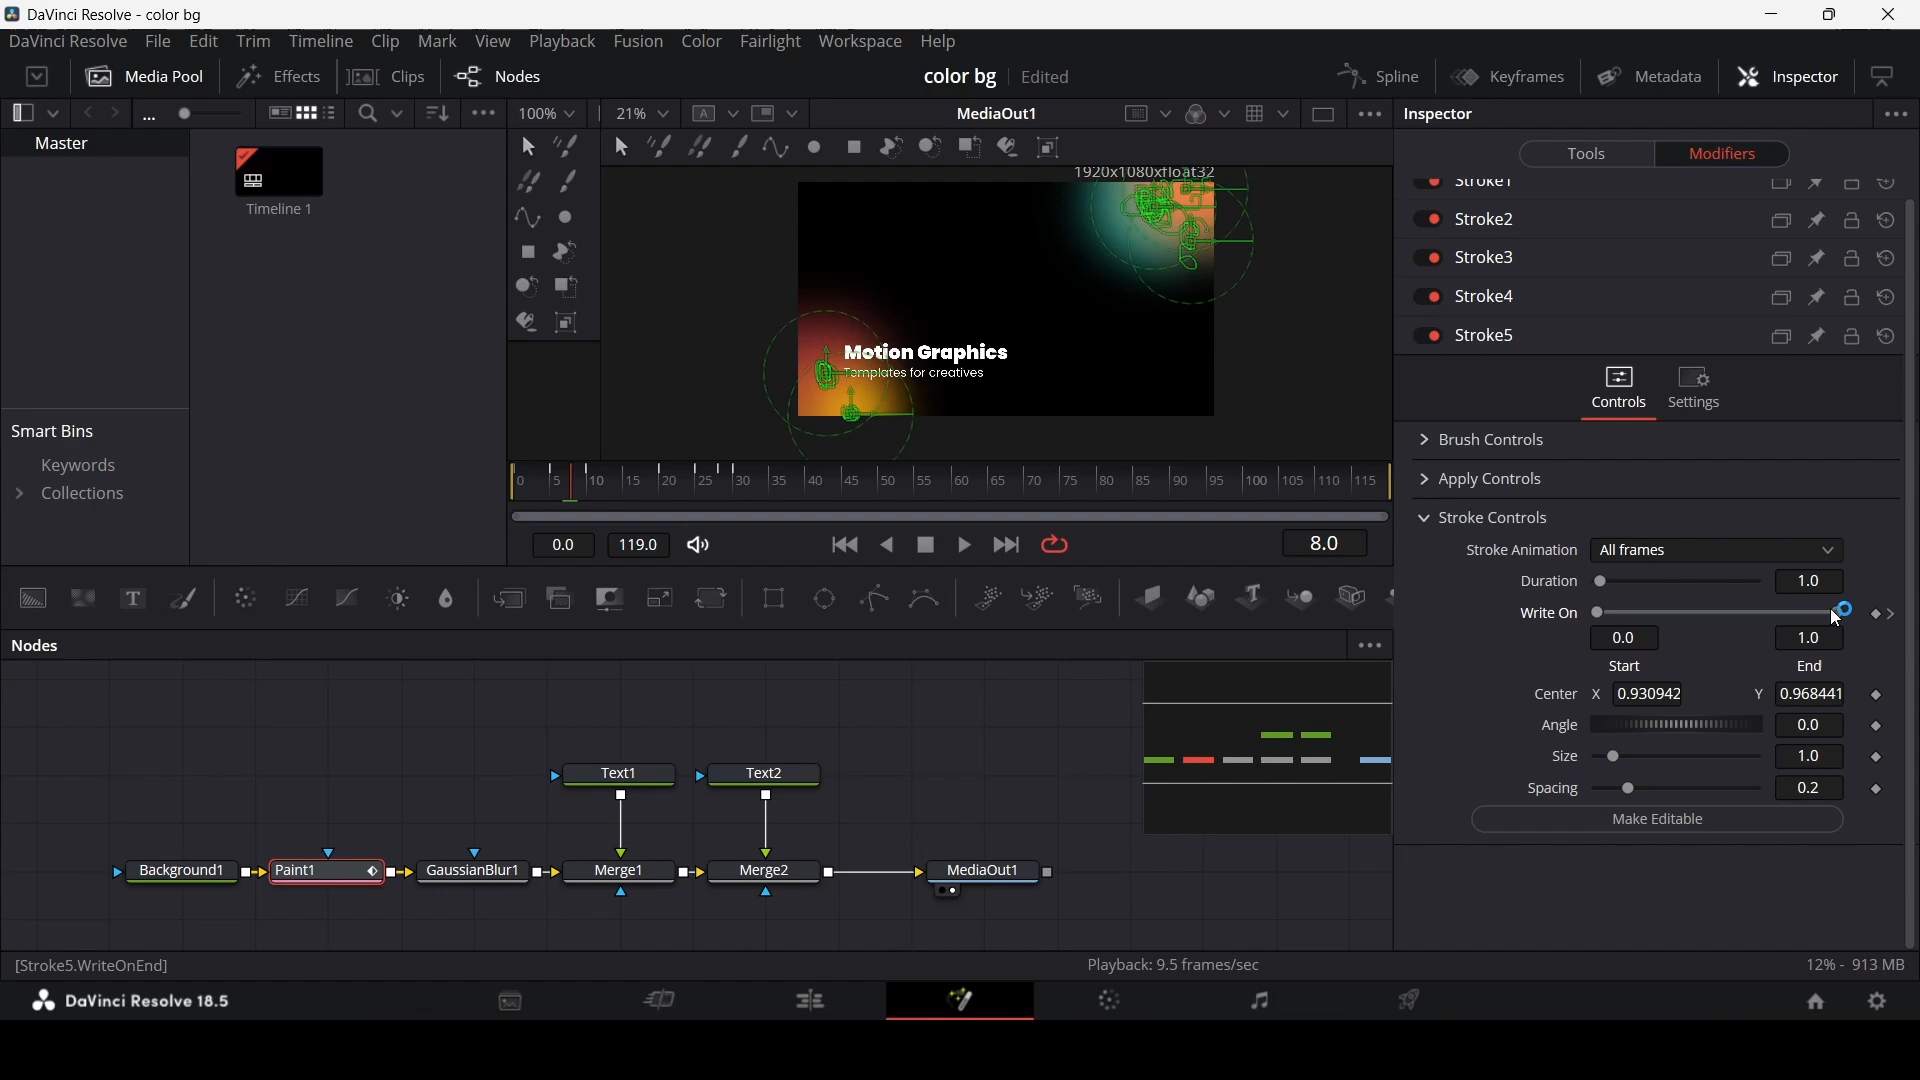 DaVinci Resolve - color bg
DaVinci Resolve File Edit Trim Timeline Clip Mark View Playback Fusion Color Fairlight Workspace Help
Media Pool Effects Clips Nodes color bg Edited Spline Keyframes Metadata Inspector
... 100% 21% A MediaOut1 Inspector
Master
Timeline 1
Smart Bins
Keywords
Collections
1920x1080xfloat32
Motion Graphics
Templates for creatives
0 5 10 15 20 25 30 35 40 45 50 55 60 65 70 75 80 85 90 95 100 105 110 115
0.0 119.0 8.0
Tools Modifiers
Stroke1
Stroke2
Stroke3
Stroke4
Stroke5
Controls Settings
Brush Controls
Apply Controls
Stroke Controls
Stroke Animation All frames
Duration 1.0
Write On
0.0 1.0
Start End
Center X 0.930942 Y 0.968441
Angle 0.0
Size 1.0
Spacing 0.2
Make Editable
Nodes
Text1 Text2
Background1 Paint1 GaussianBlur1 Merge1 Merge2 MediaOut1
[Stroke5.WriteOnEnd] Playback: 9.5 frames/sec 12% - 913 MB
DaVinci Resolve 18.5